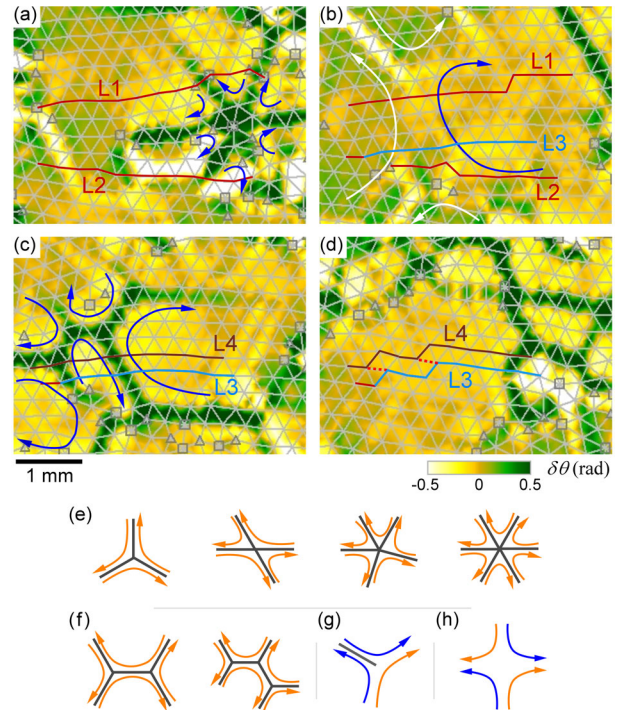 (a)
L1
L2
(b)
L1
L3
L2
(c)
L4
L3
(d)
L4
L3
1 mm
δθ (rad)
-0.5 0 0.5
(e)
(f) (g) (h)